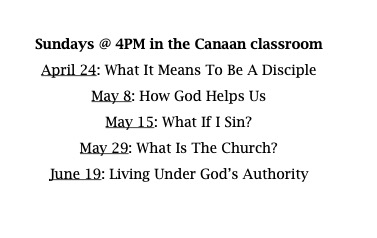 Sundays @ 4PM in the Canaan classroom
April 24: What It Means To Be A Disciple
May 8: How God Helps Us
May 15: What If I Sin?
May 29: What Is The Church?
June 19: Living Under God's Authority